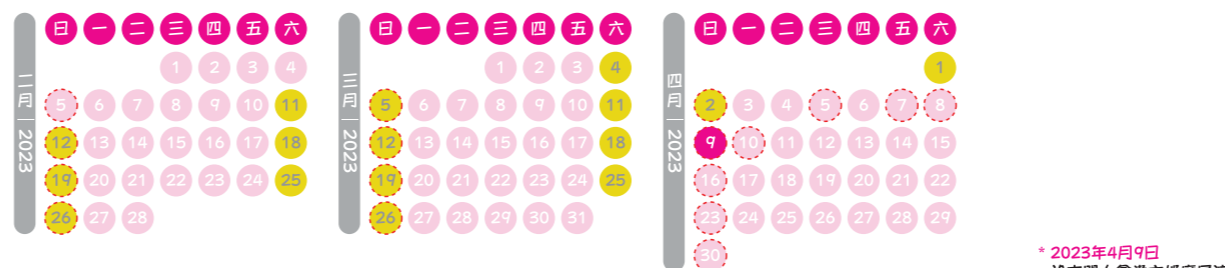 二月 | 2023
日 一 二 三 四 五 六
1 2 3 4
5 6 7 8 9 10 11
12 13 14 15 16 17 18
19 20 21 22 23 24 25
26 27 28
三月 | 2023
日 一 二 三 四 五 六
1 2 3 4
5 6 7 8 9 10 11
12 13 14 15 16 17 18
19 20 21 22 23 24 25
26 27 28 29 30 31
四月 | 2023
日 一 二 三 四 五 六
1
2 3 4 5 6 7 8
9 10 11 12 13 14 15
16 17 18 19 20 21 22
23 24 25 26 27 28 29
30
* 2023年4月9日